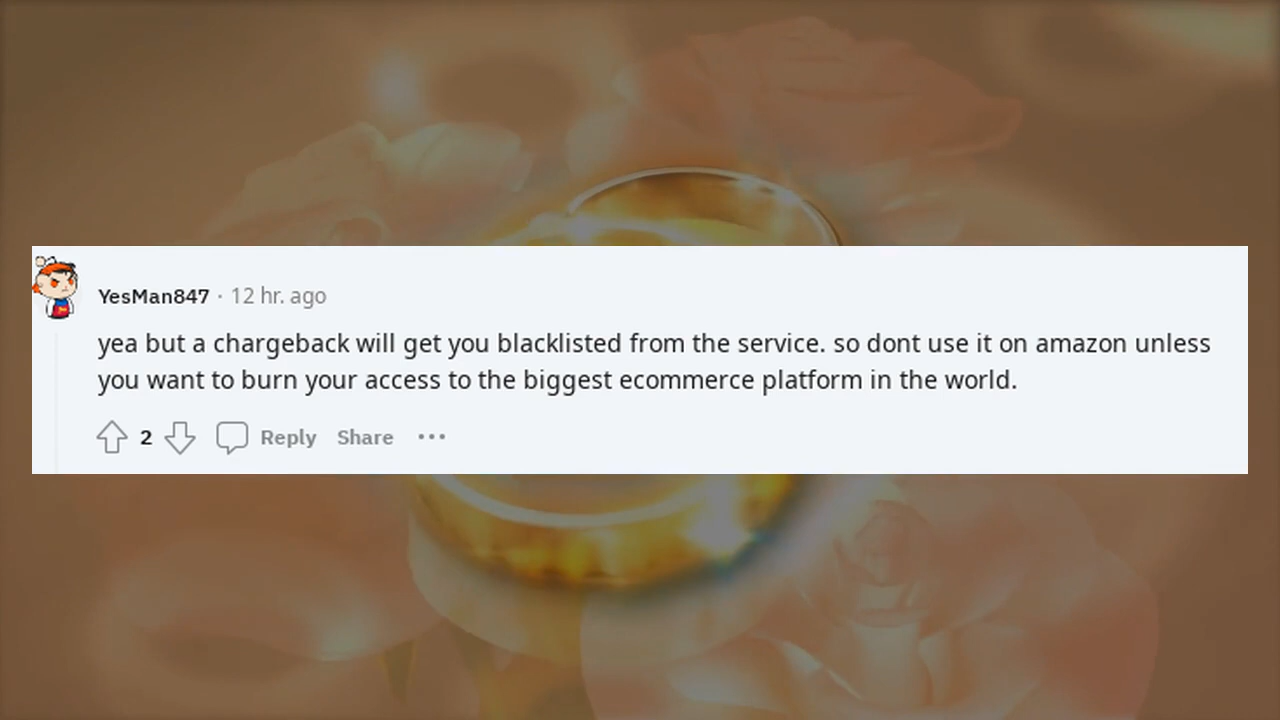 YesMan847 · 12 hr. ago
yea but a chargeback will get you blacklisted from the service. so dont use it on amazon unless
you want to burn your access to the biggest ecommerce platform in the world.
2 Reply Share ···